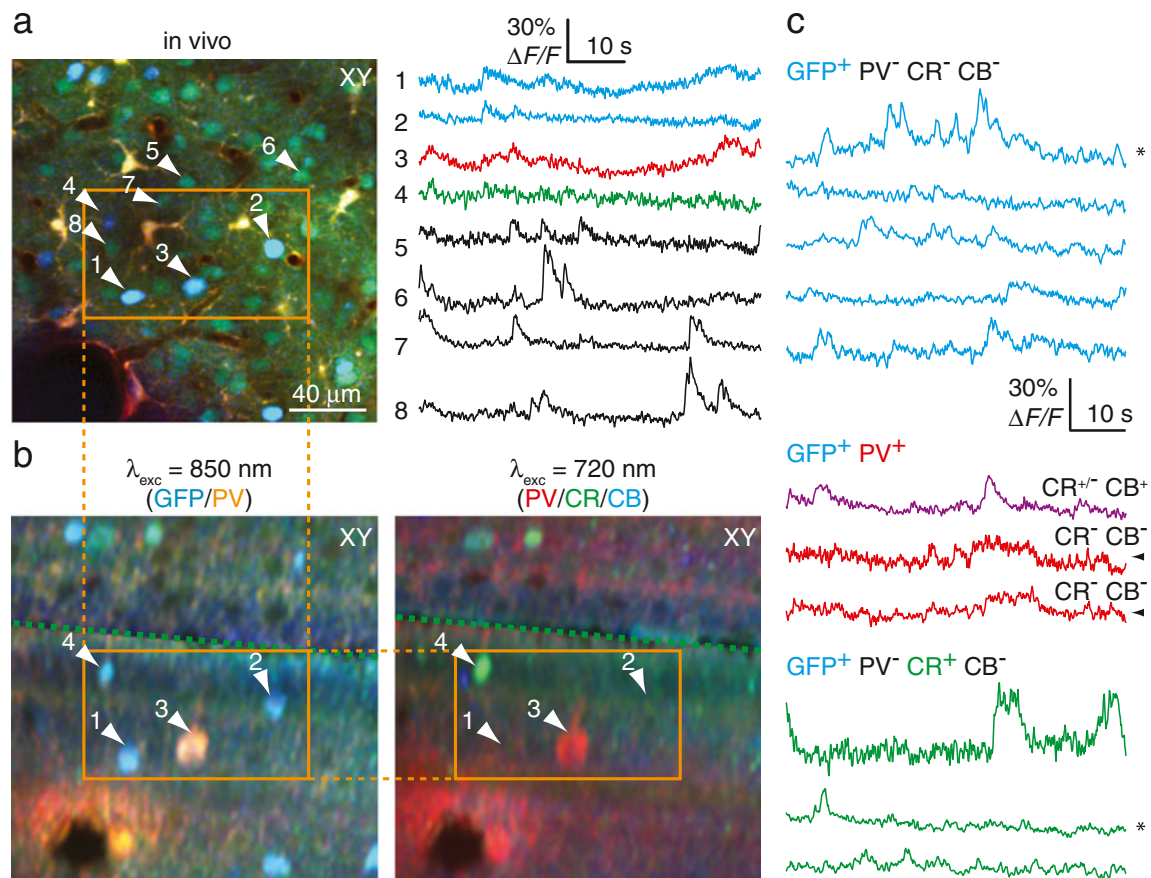 a
in vivo
XY
5
6
7
4
2
8
1
3
40 µm
30%
ΔF/F
10 s
1
2
3
4
5
6
7
8
b
λexc = 850 nm
(GFP/PV)
XY
4
2
3
1
λexc = 720 nm
(PV/CR/CB)
XY
4
2
3
1
c
GFP+ PV- CR- CB-
*
30%
ΔF/F
10 s
GFP+ PV+
CR+/- CB+
CR- CB-
CR- CB-
GFP+ PV- CR+ CB-
*